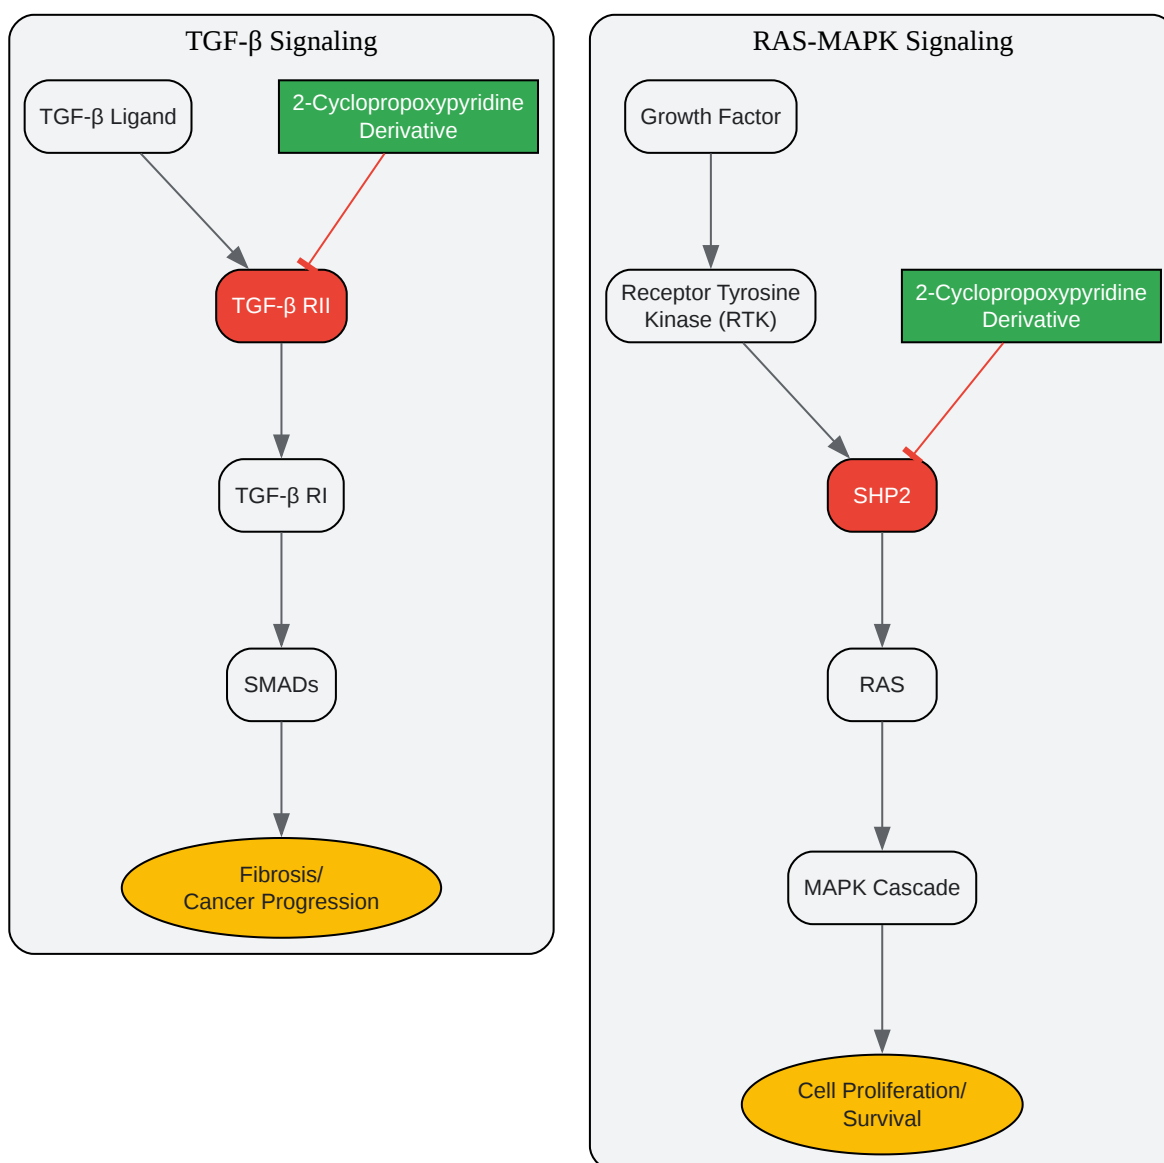 TGF-β Signaling
TGF-β Ligand
2-Cyclopropoxypyridine
Derivative
TGF-β RII
TGF-β RI
SMADs
Fibrosis/
Cancer Progression
RAS-MAPK Signaling
Growth Factor
Receptor Tyrosine
Kinase (RTK)
2-Cyclopropoxypyridine
Derivative
SHP2
RAS
MAPK Cascade
Cell Proliferation/
Survival